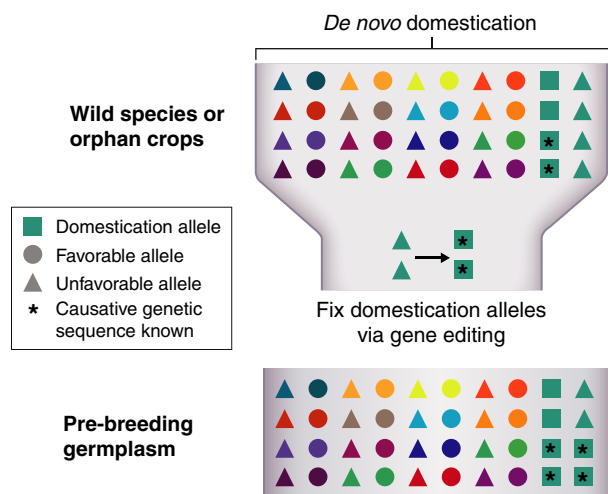 De novo domestication
Wild species or
orphan crops
Domestication allele
Favorable allele
Unfavorable allele
* Causative genetic
sequence known
* *
* *
Fix domestication alleles
via gene editing
Pre-breeding
germplasm
* *
* *